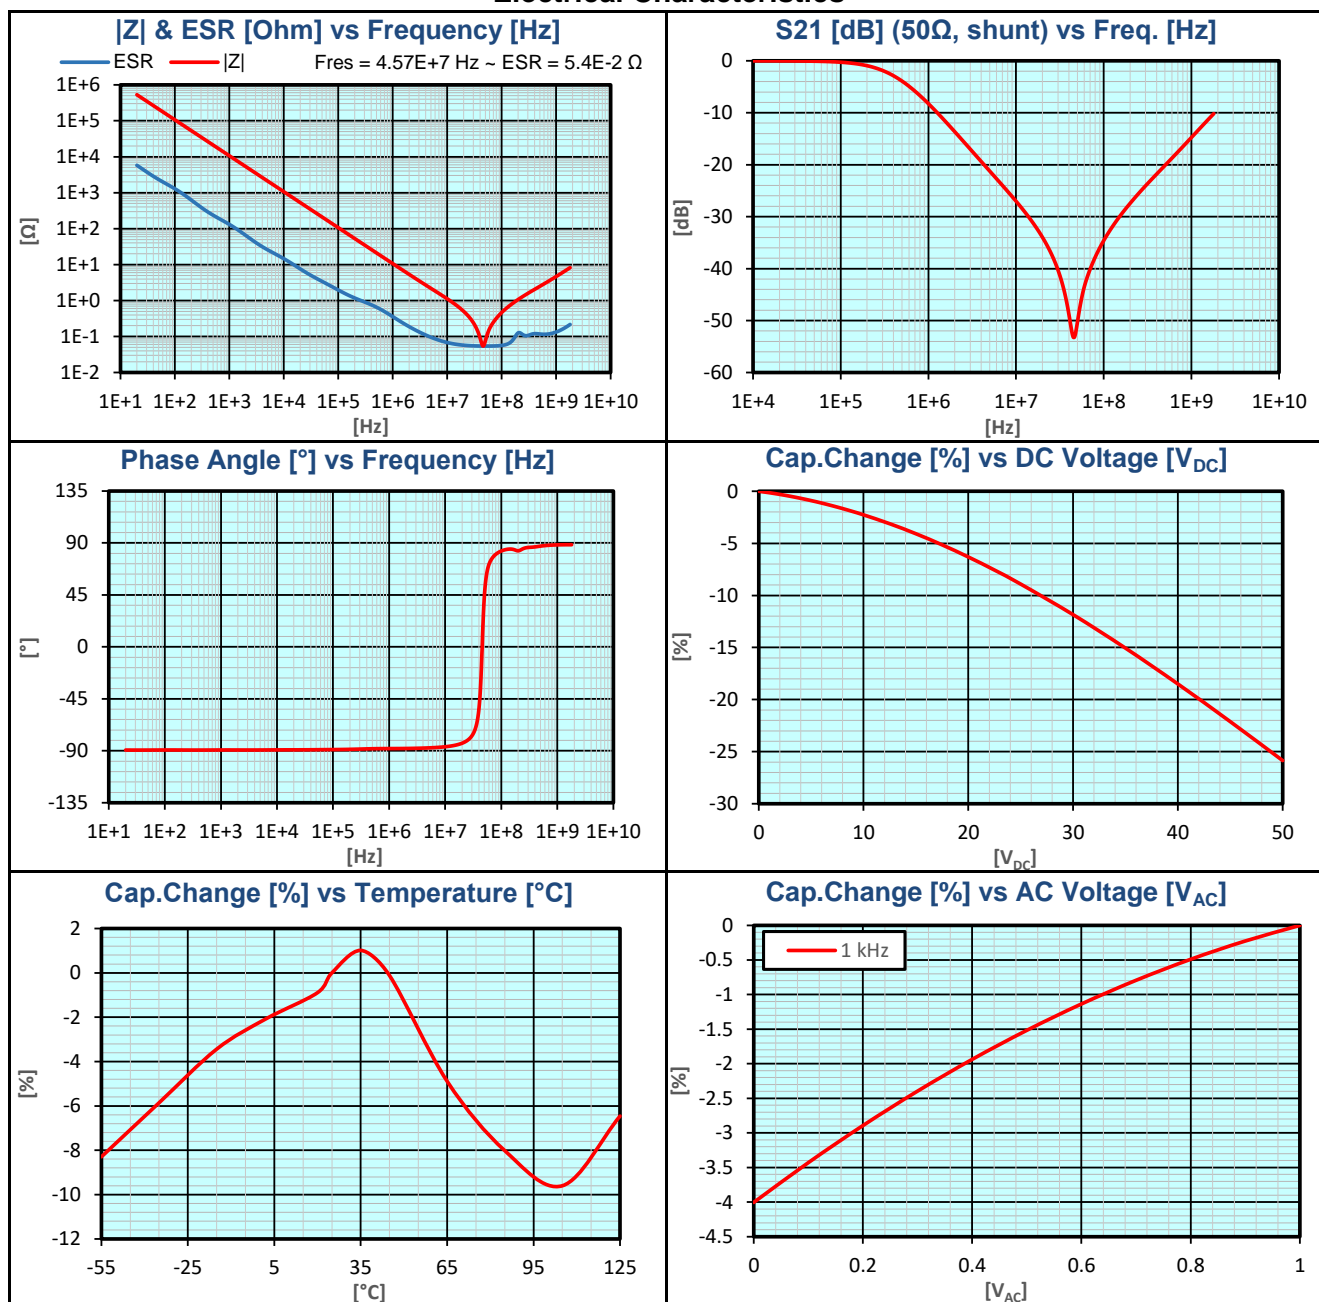 Electrical Characteristics
|Z| & ESR [Ohm] vs Frequency [Hz]
ESR |Z| Fres = 4.57E+7 Hz ~ ESR = 5.4E-2 Ω
1E+6
1E+5
1E+4
1E+3
1E+2
1E+1
1E+0
1E-1
1E-2
[Ω]
1E+1 1E+2 1E+3 1E+4 1E+5 1E+6 1E+7 1E+8 1E+9 1E+10
[Hz]
S21 [dB] (50Ω, shunt) vs Freq. [Hz]
0
-10
-20
-30
-40
-50
-60
[dB]
1E+4 1E+5 1E+6 1E+7 1E+8 1E+9 1E+10
[Hz]
Phase Angle [°] vs Frequency [Hz]
135
90
45
0
-45
-90
-135
[°]
1E+1 1E+2 1E+3 1E+4 1E+5 1E+6 1E+7 1E+8 1E+9 1E+10
[Hz]
Cap.Change [%] vs DC Voltage [VDC]
0
-5
-10
-15
-20
-25
-30
[%]
0 10 20 30 40 50
[VDC]
Cap.Change [%] vs Temperature [°C]
2
0
-2
-4
-6
-8
-10
-12
[%]
-55 -25 5 35 65 95 125
[°C]
Cap.Change [%] vs AC Voltage [VAC]
1 kHz
0
-0.5
-1
-1.5
-2
-2.5
-3
-3.5
-4
-4.5
[%]
0 0.2 0.4 0.6 0.8 1
[VAC]